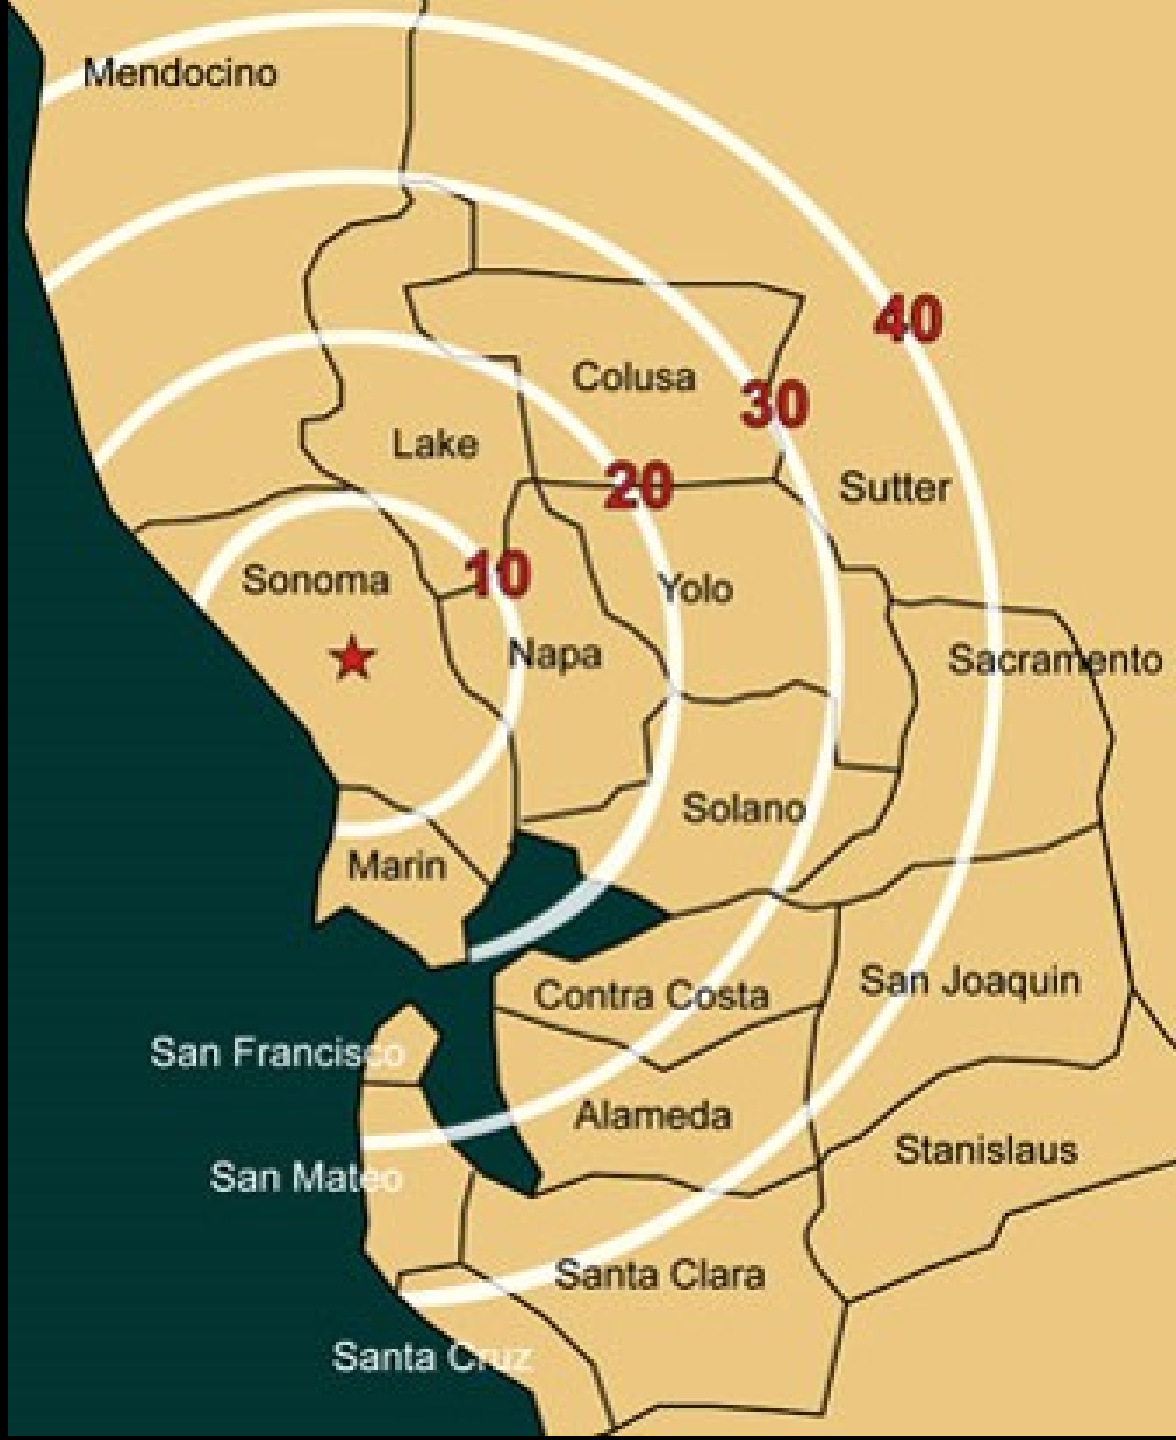 Mendocino
40
Colusa
30
Lake
20
Sutter
10
Sonoma
Yolo
Napa
Sacramento
Solano
Marin
Contra Costa
San Joaquin
San Francisco
Alameda
Stanislaus
San Mateo
Santa Clara
Santa Cruz